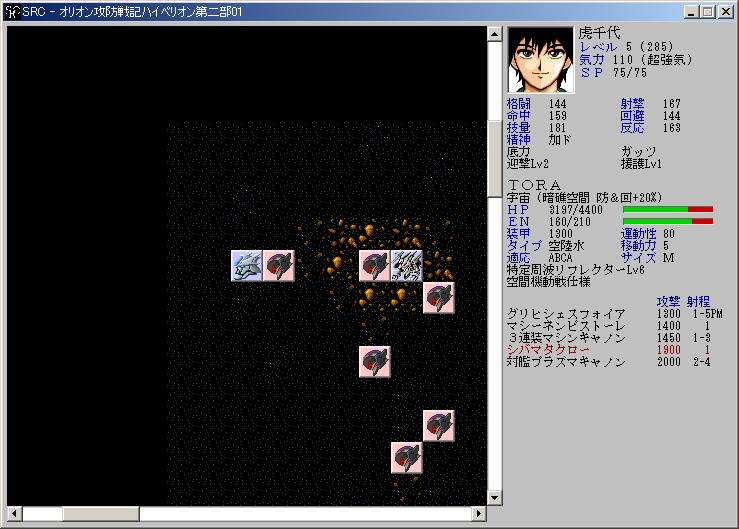 SRC - オリオン攻防戦記ハイペリオン第二部01
虎千代
レベル 5 (285)
気力 110 (超強気)
ＳＰ 75/75
格闘 144 射撃 167
命中 159 回避 144
技量 181 反応 163
精神 加ド
底力 ガッツ
迎撃Lv2 援護Lv1
ＴＯＲＡ
宇宙 (暗礁空間 防＆回+20%)
ＨＰ 3197/4400
ＥＮ 160/210
装甲 1300 運動性 80
タイプ 空陸水 移動力 5
適応 ABCA サイズ M
特定周波リフレクターLv6
空間機動戦仕様
攻撃 射程
グリヒシェスフォイア 1300 1-5PM
マシーネンピストーレ 1400 1
３連装マシンキャノン 1450 1-3
シバマタクロー 1900 1
対艦プラズマキャノン 2000 2-4